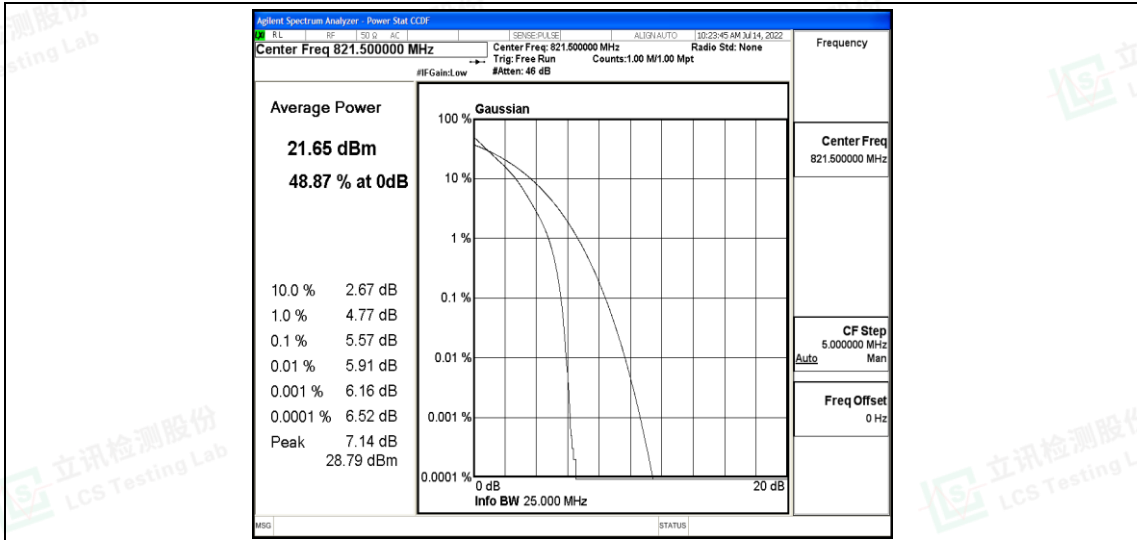 Agilent Spectrum Analyzer - Power Stat CCDF
RL RF 50 Ω AC SENSE:PULSE ALIGNAUTO 10:23:45 AM Jul 14, 2022
Center Freq 821.500000 MHz
Center Freq: 821.500000 MHz Radio Std: None
Trig: Free Run Counts:1.00 M/1.00 Mpt
#IFGain:Low #Atten: 46 dB
Frequency
Average Power
21.65 dBm
48.87 % at 0dB
10.0 % 2.67 dB
1.0 % 4.77 dB
0.1 % 5.57 dB
0.01 % 5.91 dB
0.001 % 6.16 dB
0.0001 % 6.52 dB
Peak 7.14 dB
28.79 dBm
Gaussian
100 %
10 %
1 %
0.1 %
0.01 %
0.001 %
0.0001 %
0 dB 20 dB
Info BW 25.000 MHz
Center Freq
821.500000 MHz
CF Step
5.000000 MHz
Auto Man
Freq Offset
0 Hz
MSG STATUS
立讯检测股份
LCS Testing Lab
立讯检测股份
LCS Testing L